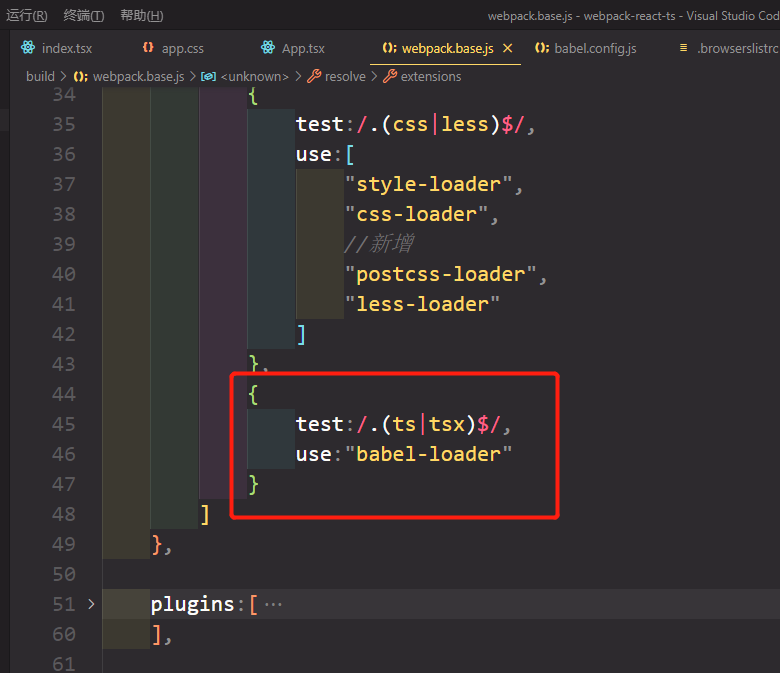 运行(R) 终端(T) 帮助(H) webpack.base.js - webpack-react-ts - Visual Studio Cod
index.tsx app.css App.tsx webpack.base.js babel.config.js .browserslistrc
build > webpack.base.js > <unknown> > resolve > extensions
34 {
35 test:/.(css|less)$/,
36 use:[
37 "style-loader",
38 "css-loader",
39 //新增
40 "postcss-loader",
41 "less-loader"
42 ]
43 },
44 {
45 test:/.(ts|tsx)$/,
46 use:"babel-loader"
47 }
48 ]
49 },
50
51 plugins:[ ...
60 ],
61